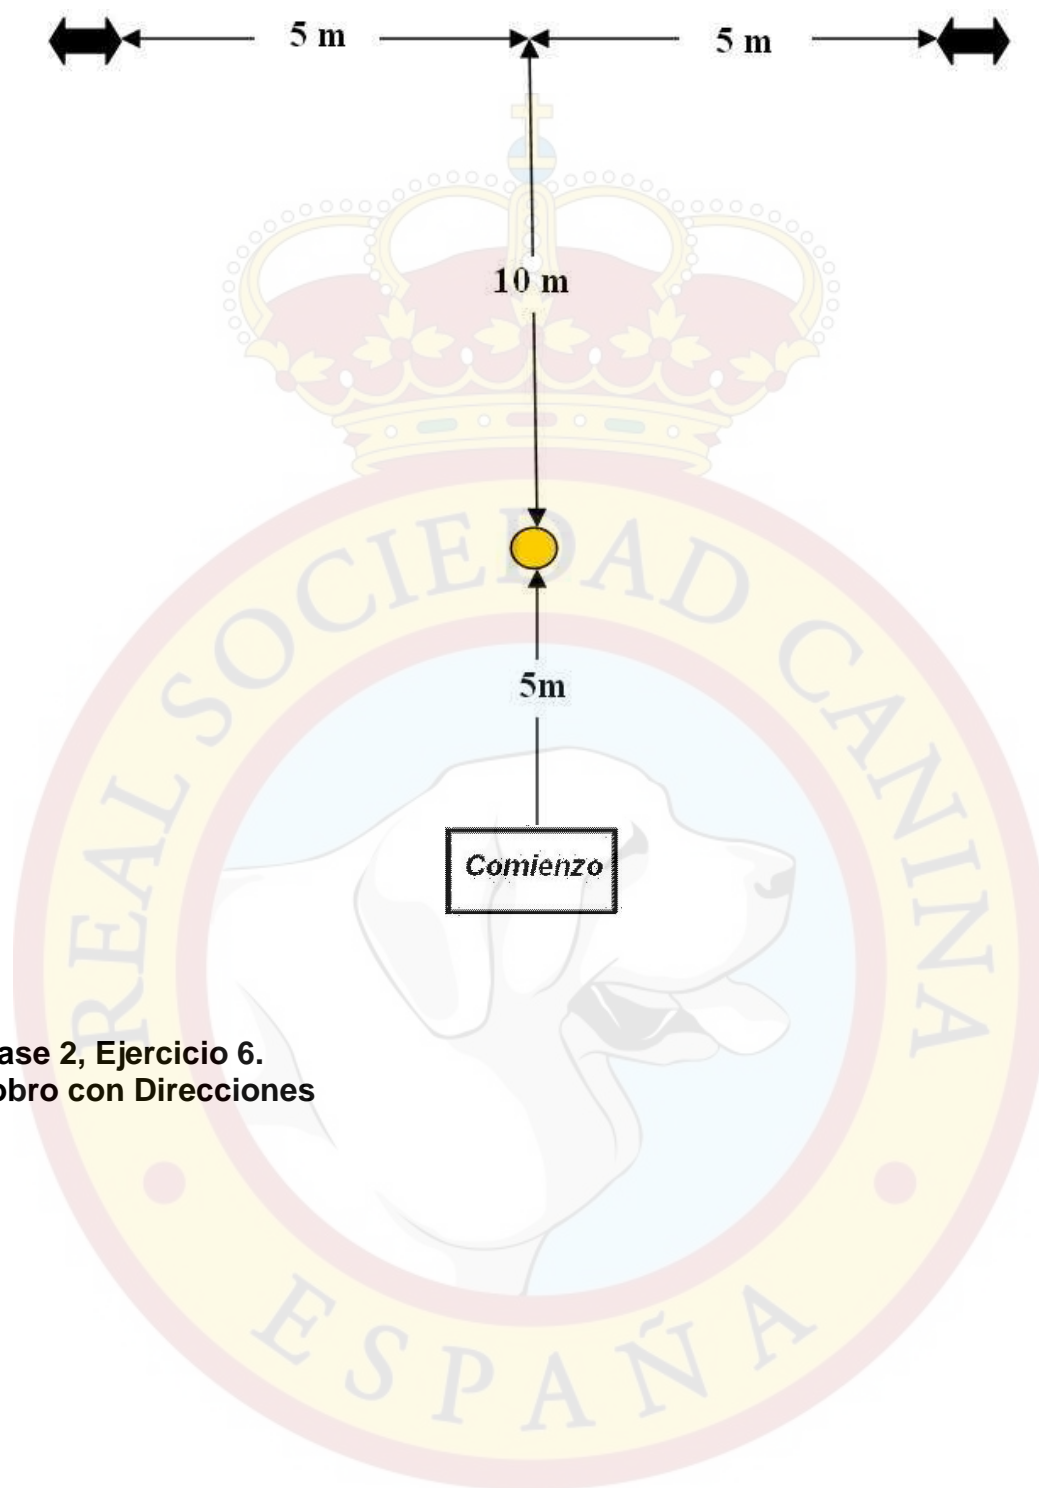 5 m 5 m
10 m
5m
Comienzo
ase 2, Ejercicio 6.
obro con Direcciones
REAL SOCIEDAD CANINA
ESPAÑA